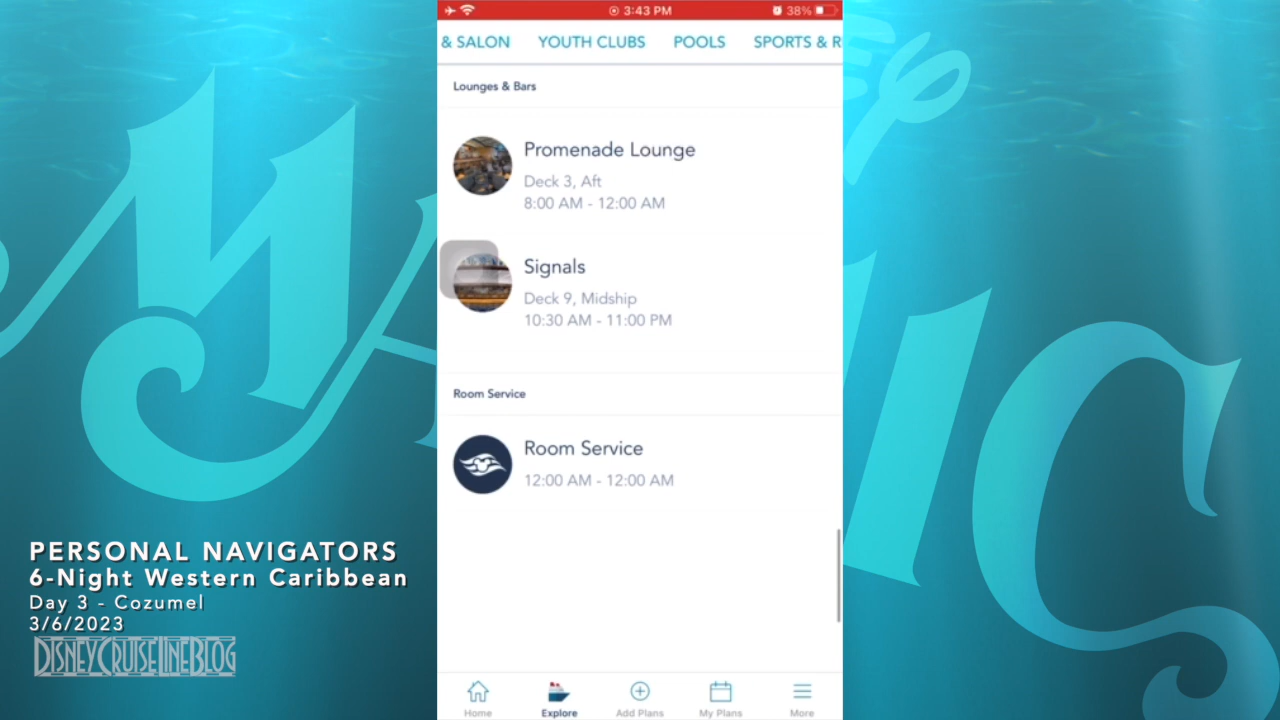 3:43 PM
38%
& SALON YOUTH CLUBS POOLS SPORTS & R
Lounges & Bars
Promenade Lounge
Deck 3, Aft
8:00 AM - 12:00 AM
Signals
Deck 9, Midship
10:30 AM - 11:00 PM
Room Service
Room Service
12:00 AM - 12:00 AM
Home Explore Add Plans My Plans More
PERSONAL NAVIGATORS
6-Night Western Caribbean
Day 3 - Cozumel
3/6/2023
DISNEYCRUISELINEBLOG